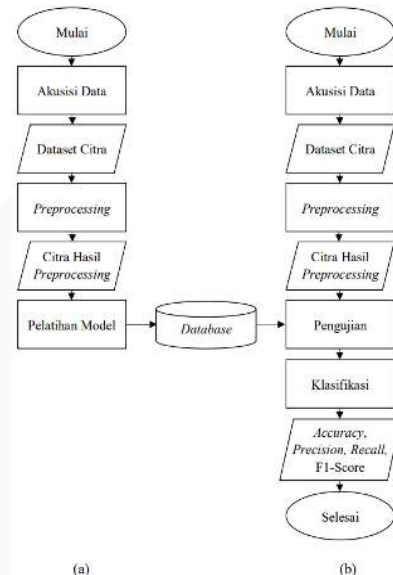 Mulai
Akusisi Data
Dataset Citra
Preprocessing
Citra Hasil
Preprocessing
Pelatihan Model
Database
(a)
Mulai
Akusisi Data
Dataset Citra
Preprocessing
Citra Hasil
Preprocessing
Pengujian
Klasifikasi
Accuracy,
Precision, Recall,
F1-Score
Selesai
(b)